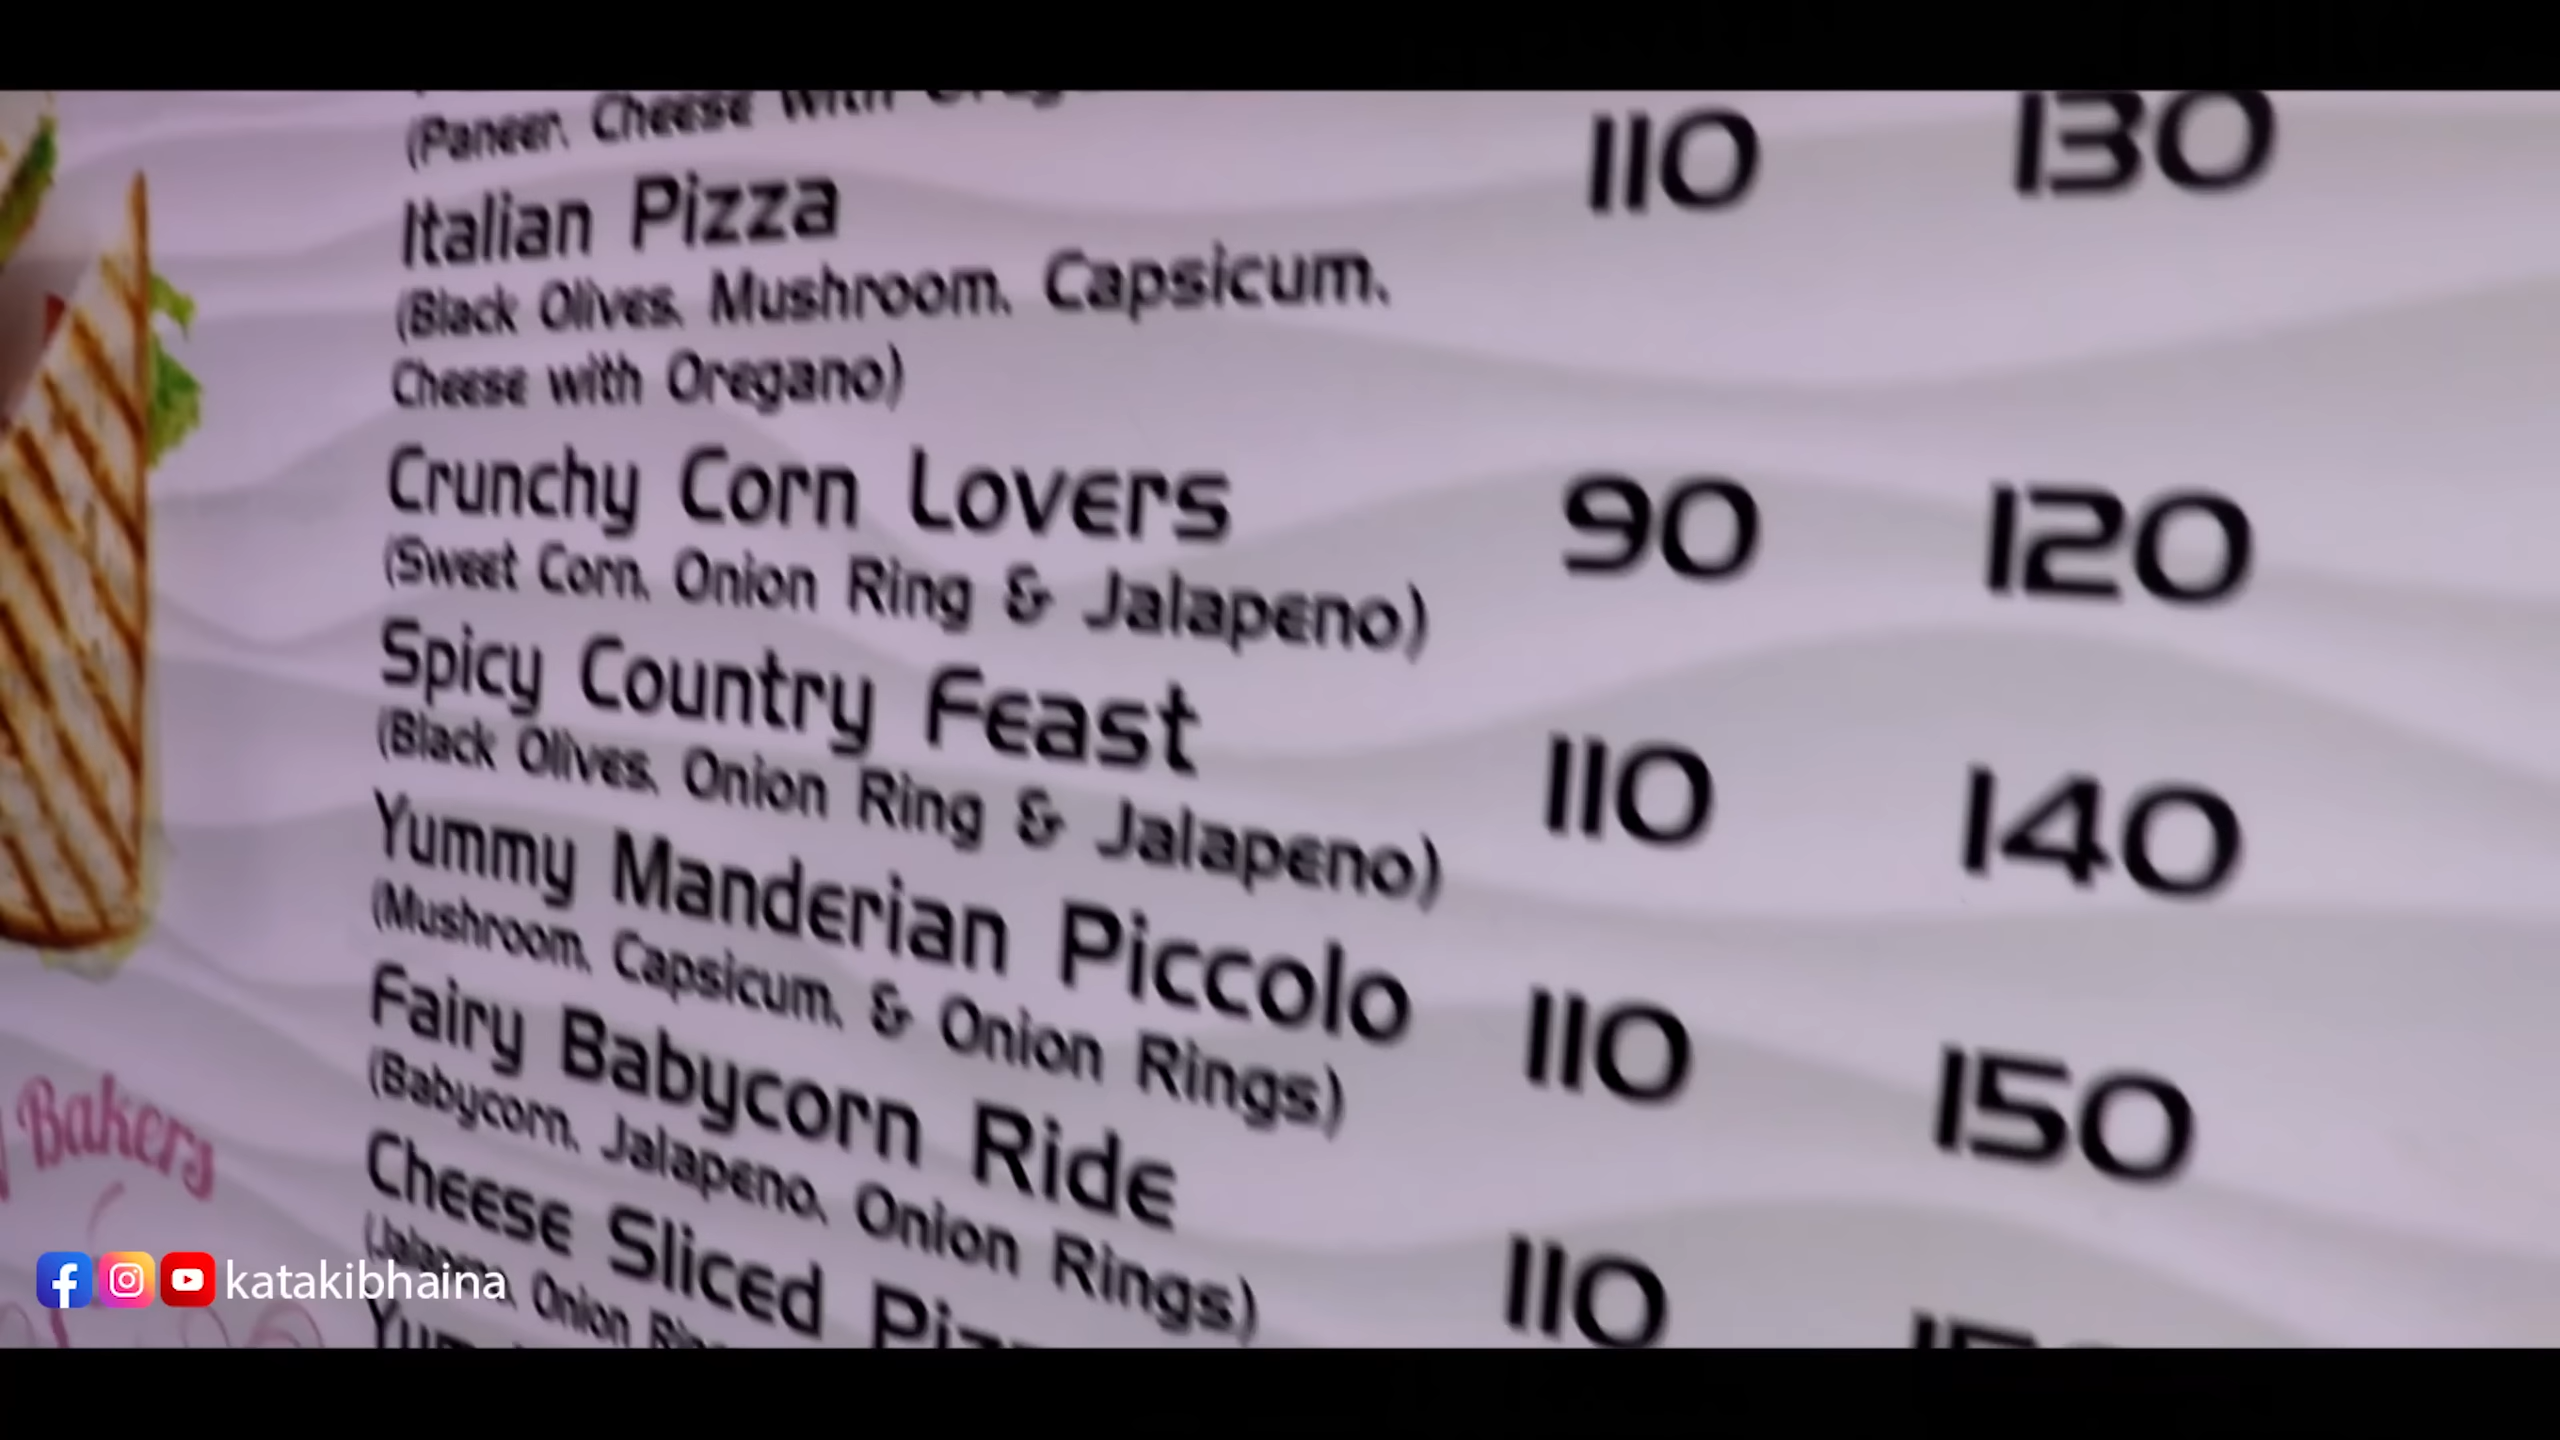 (Paneer, Cheese with
110 130
Italian Pizza
(Black Olives, Mushroom, Capsicum,
Cheese with Oregano)
Crunchy Corn Lovers 90 120
(Sweet Corn, Onion Ring & Jalapeno)
Spicy Country Feast 110 140
(Black Olives, Onion Ring & Jalapeno)
Yummy Manderian Piccolo 110 150
(Mushroom, Capsicum, & Onion Rings)
Fairy Babycorn Ride 110
(Babycorn, Jalapeno, Onion Rings)
Cheese Sliced
Onion
Bakers
katakibhaina